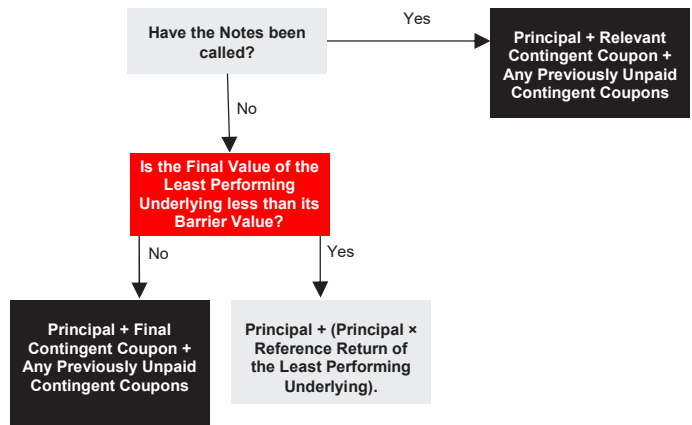 Have the Notes been
called?
Yes
Principal + Relevant
Contingent Coupon +
Any Previously Unpaid
Contingent Coupons
No
Is the Final Value of the
Least Performing
Underlying less than its
Barrier Value?
No
Yes
Principal + Final
Contingent Coupon +
Any Previously Unpaid
Contingent Coupons
Principal + (Principal ×
Reference Return of
the Least Performing
Underlying).